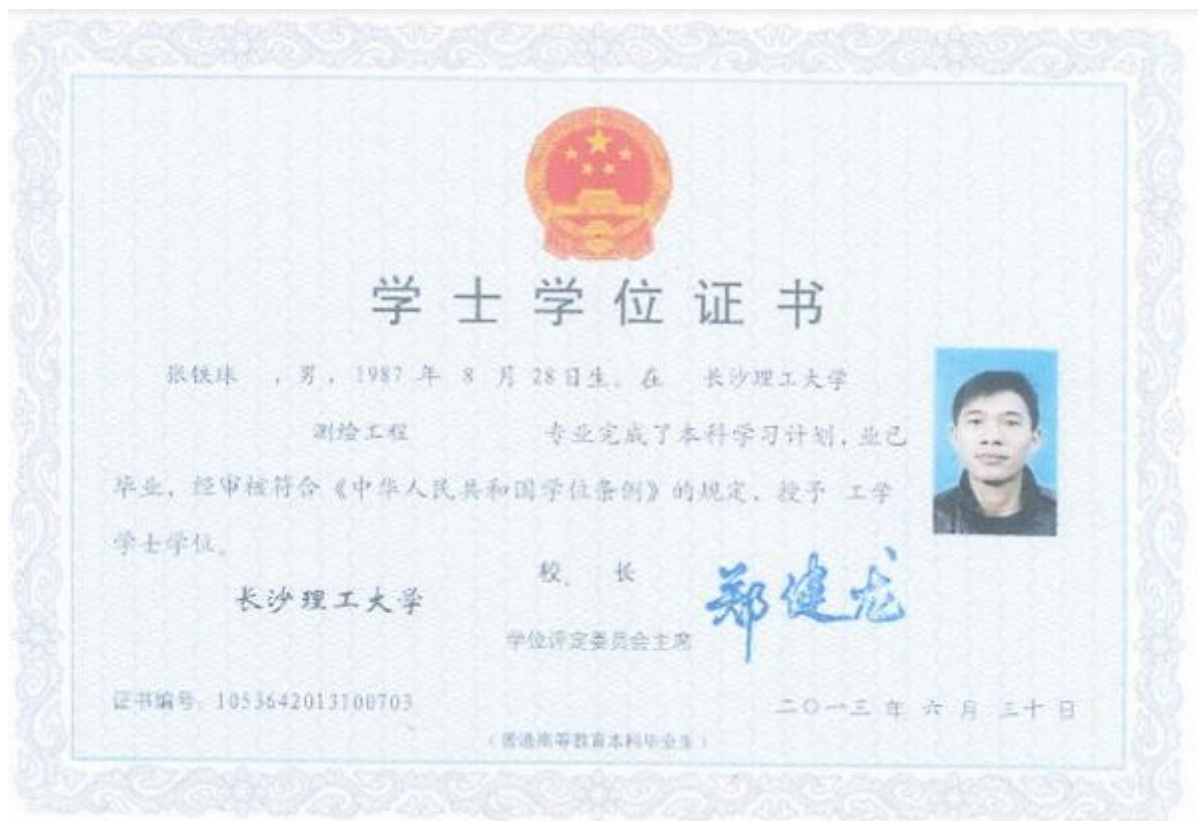 学士学位证书
张铁球 ，男，1987 年 8 月 28日生。在 长沙理工大学
测绘工程 专业完成了本科学习计划，业已
毕业，经审核符合《中华人民共和国学位条例》的规定，授予 工学
学士学位。
校 长 郑健龙
长沙理工大学
学位评定委员会主席
证书编号：
二〇一三 年 六 月 三十 日
（普通高等教育本科毕业生）